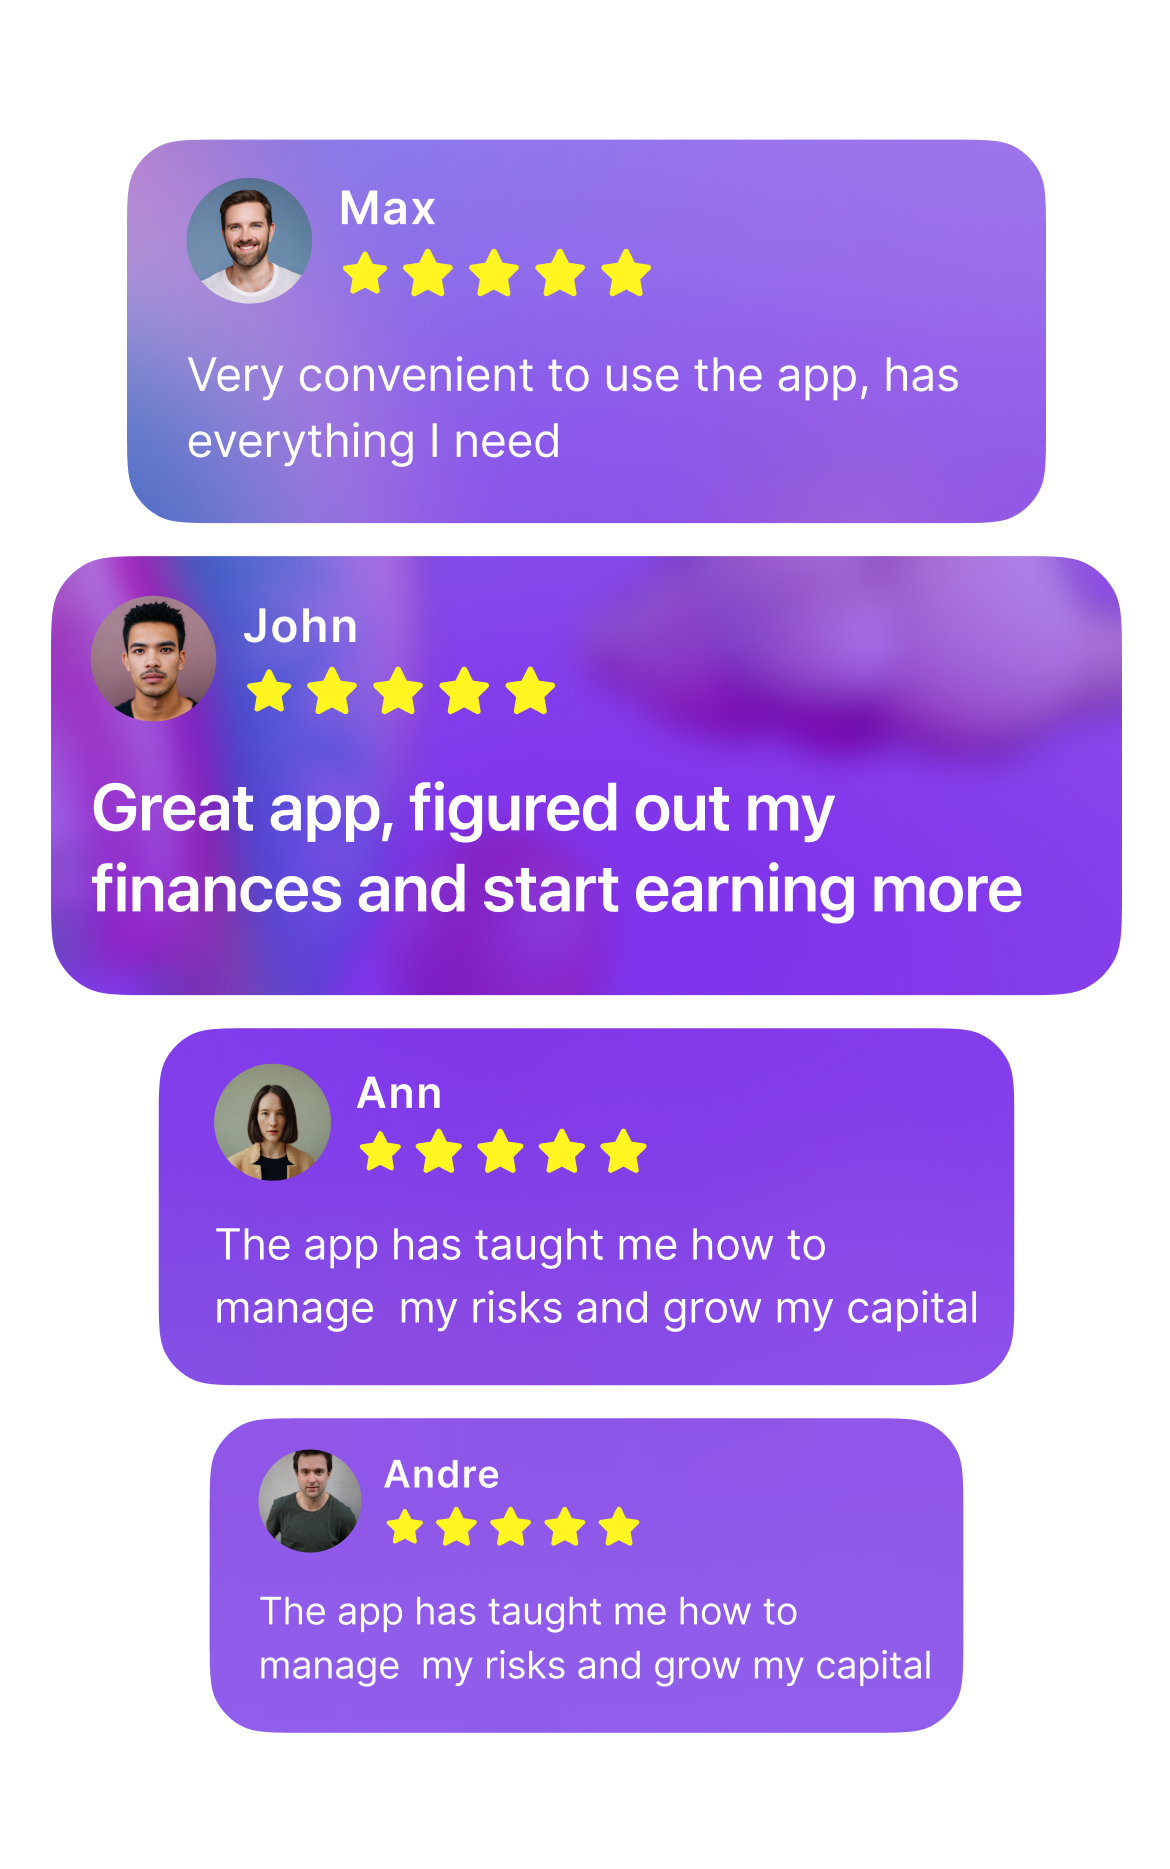 Max
Very convenient to use the app, has
everything I need
John
Great app, figured out my
finances and start earning more
Ann
The app has taught me how to
manage  my risks and grow my capital
Andre
The app has taught me how to
manage  my risks and grow my capital